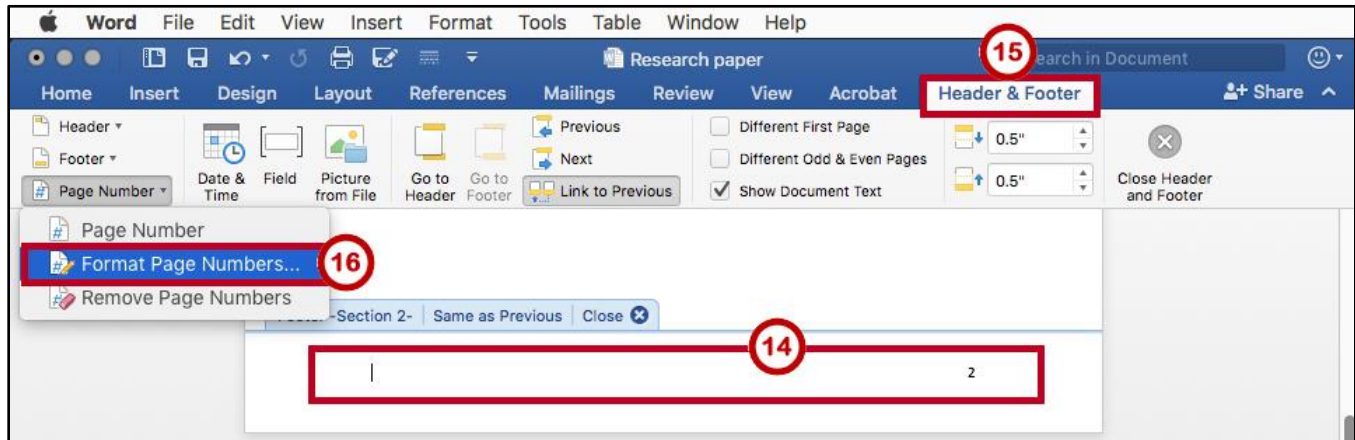 Word File Edit View Insert Format Tools Table Window Help
Research paper
15
earch in Document
Home Insert Design Layout References Mailings Review View Acrobat Header & Footer Share
Header
Footer
Page Number
Date & Time
Field
Picture from File
Go to Header
Go to Footer
Previous
Next
Link to Previous
Different First Page
Different Odd & Even Pages
Show Document Text
0.5"
0.5"
Close Header and Footer
# Page Number
Format Page Numbers...
16
Remove Page Numbers
-Section 2- Same as Previous Close
14
2